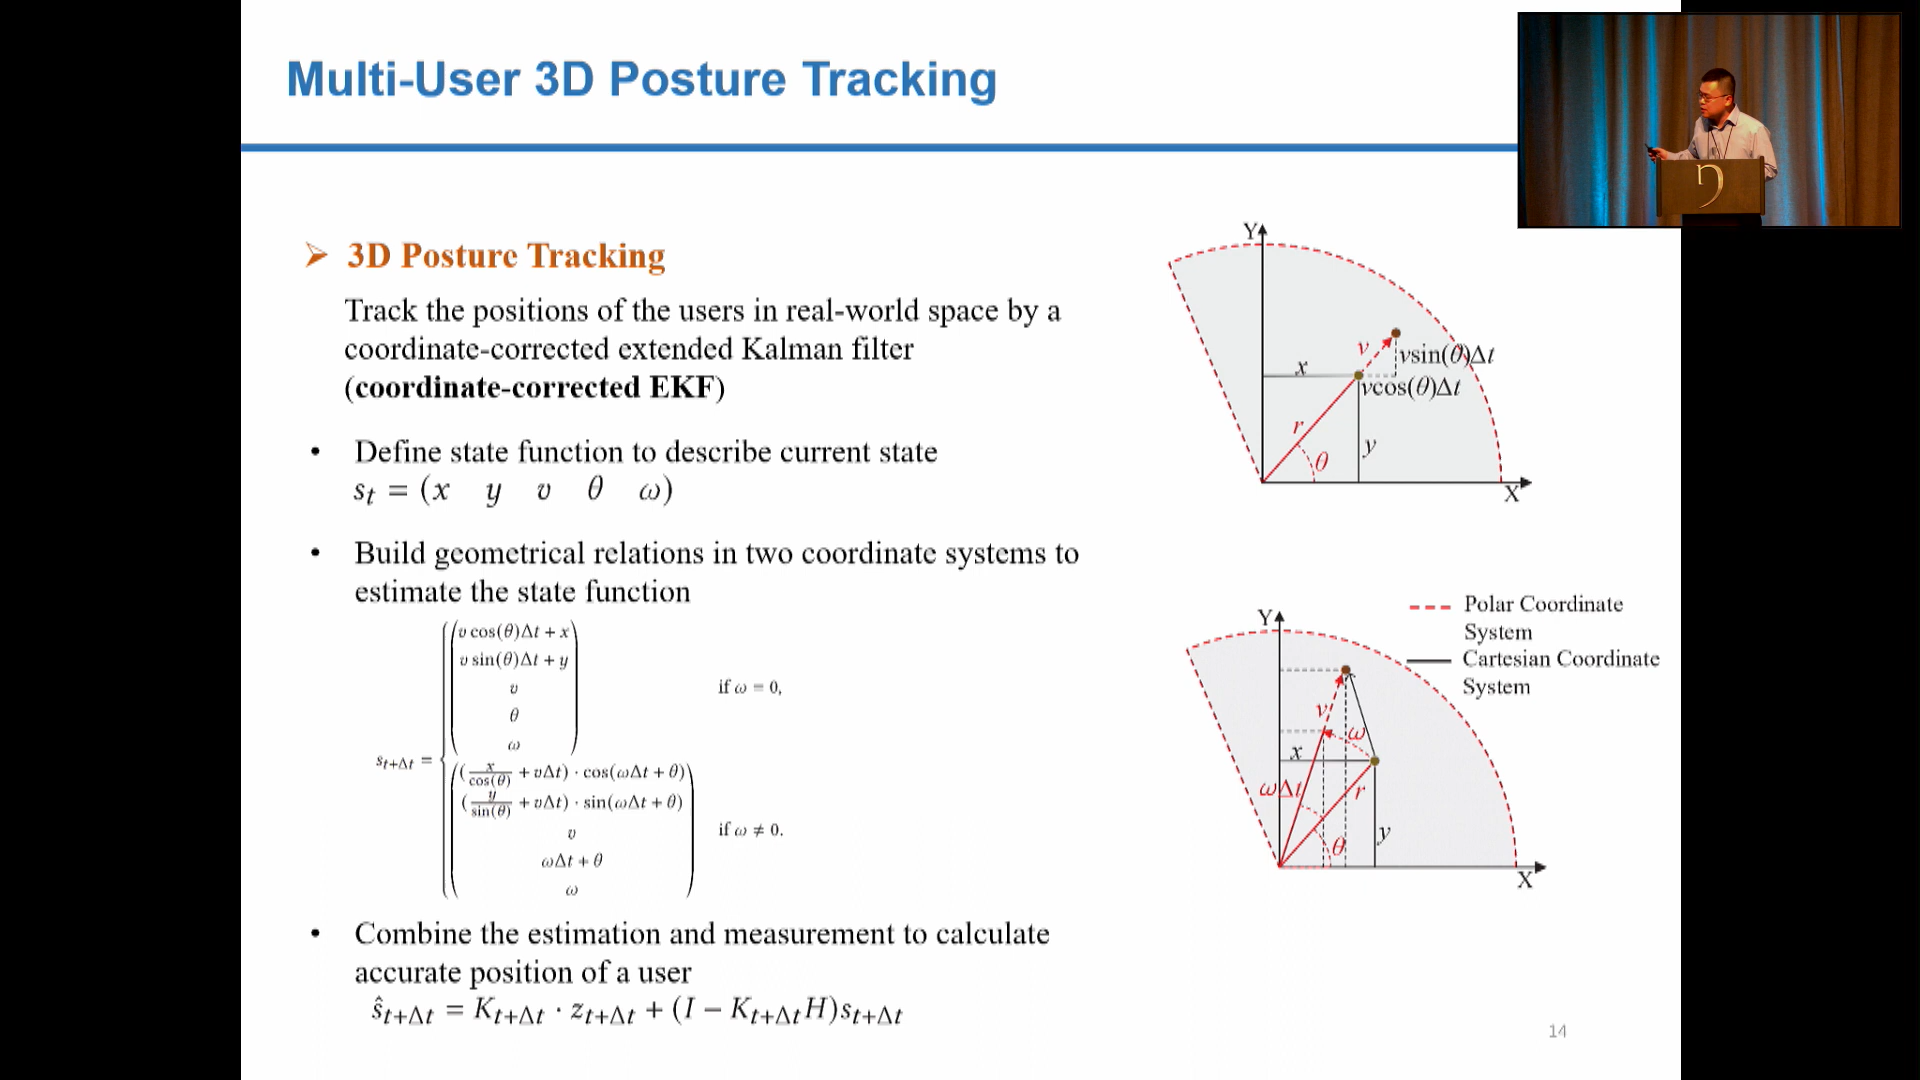 Multi-User 3D Posture Tracking
➢ 3D Posture Tracking
Track the positions of the users in real-world space by a
coordinate-corrected extended Kalman filter
(coordinate-corrected EKF)
• Define state function to describe current state
s_t = (x y v θ ω)
• Build geometrical relations in two coordinate systems to
estimate the state function
v cos(θ)Δt + x
v sin(θ)Δt + y
v
θ
ω
if ω = 0,
s_{t+Δt} =
(x/cos(θ) + vΔt) · cos(ωΔt + θ)
(y/sin(θ) + vΔt) · sin(ωΔt + θ)
v
ωΔt + θ
ω
if ω ≠ 0.
• Combine the estimation and measurement to calculate
accurate position of a user
ŝ_{t+Δt} = K_{t+Δt} · z_{t+Δt} + (I − K_{t+Δt}H)s_{t+Δt}
Y
v
vsin(θ)Δt
x
vcos(θ)Δt
r
y
θ
X
Polar Coordinate
System
Cartesian Coordinate
System
Y
v
ω
x
ωΔt
r
y
θ
X
14